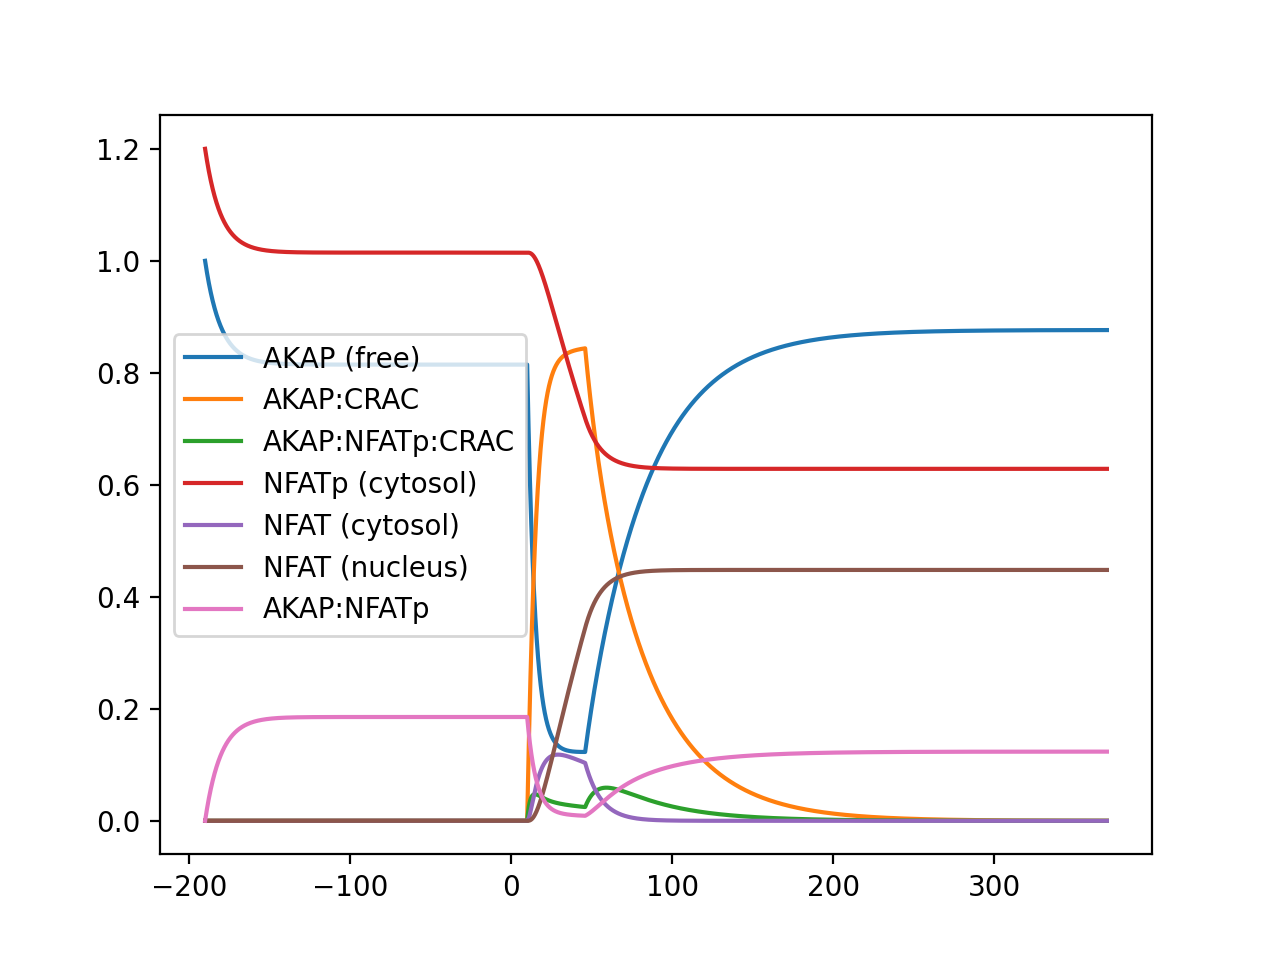 1.2
1.0
0.8
0.6
0.4
0.2
0.0
AKAP (free)
AKAP:CRAC
AKAP:NFATp:CRAC
NFATp (cytosol)
NFAT (cytosol)
NFAT (nucleus)
AKAP:NFATp
−200 −100 0 100 200 300